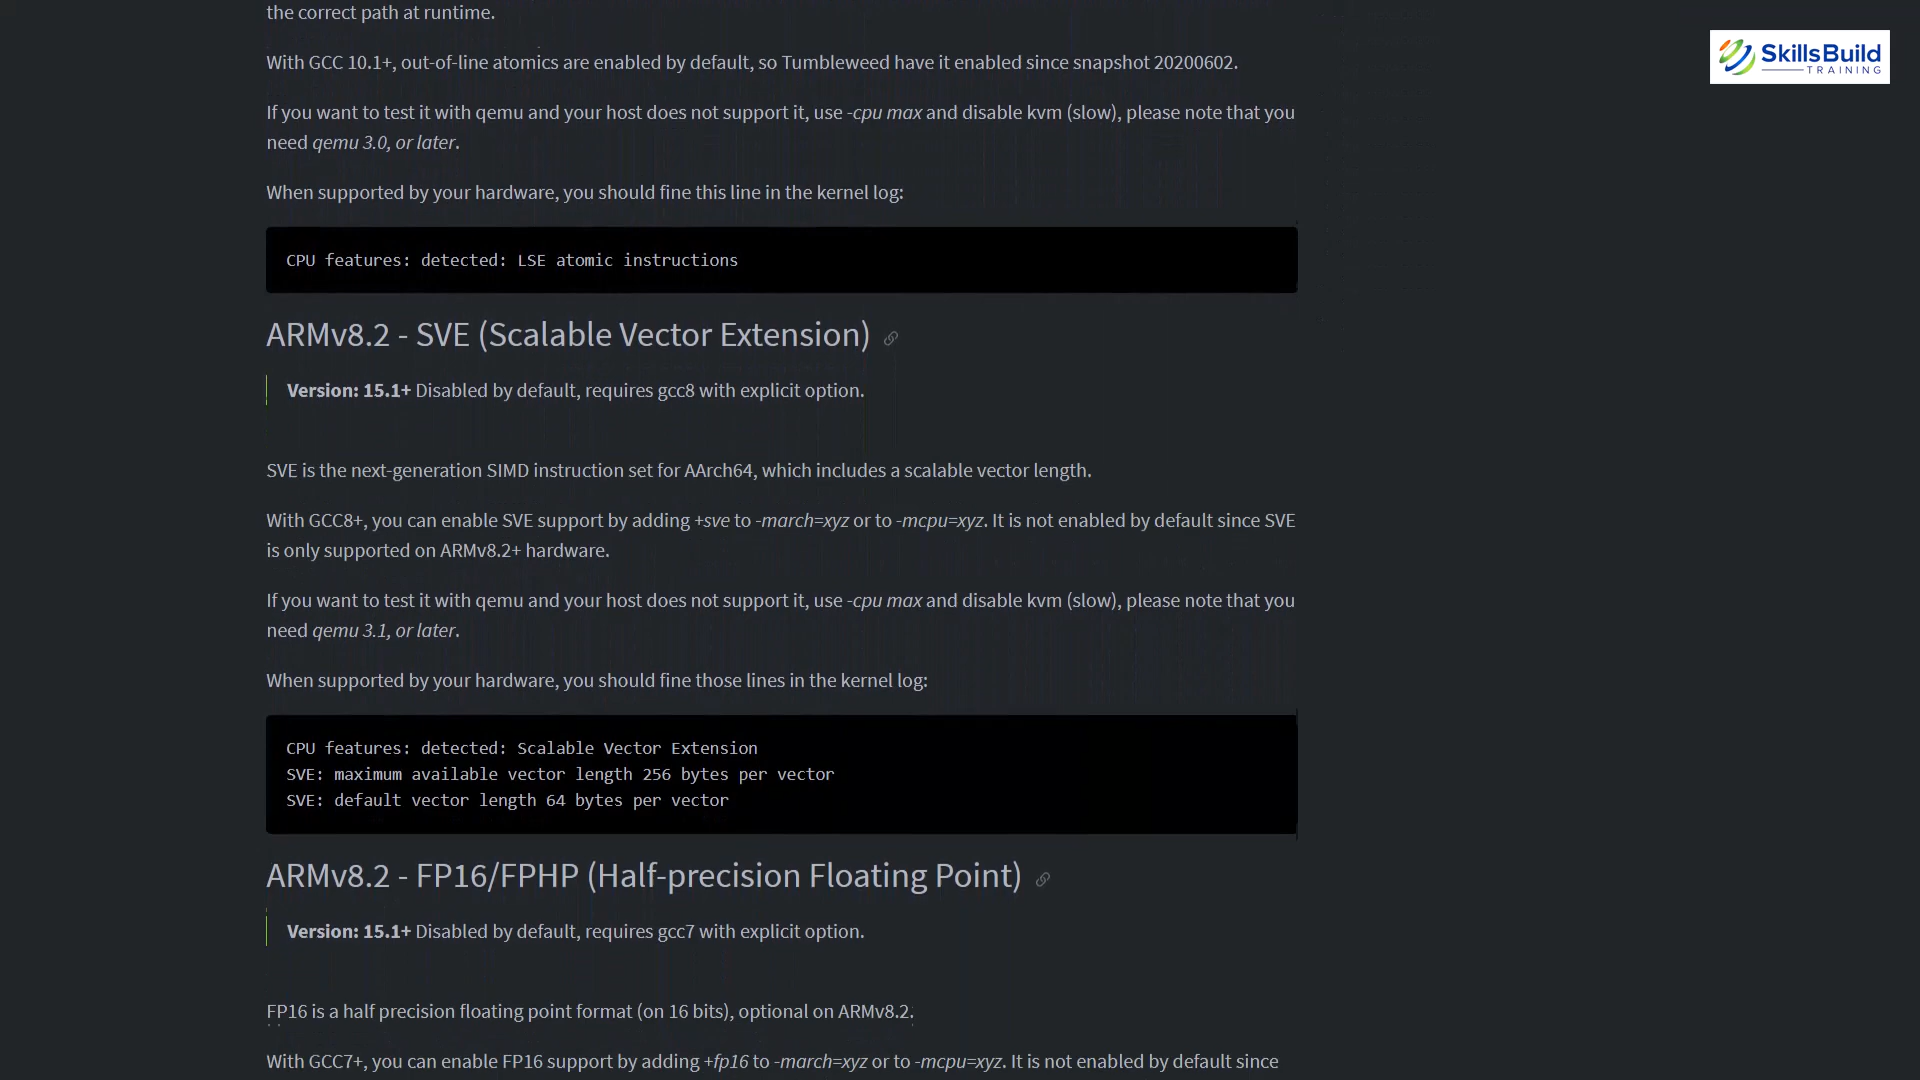 the correct path at runtime.
With GCC 10.1+, out-of-line atomics are enabled by default, so Tumbleweed have it enabled since snapshot 20200602.
If you want to test it with qemu and your host does not support it, use -cpu max and disable kvm (slow), please note that you
need qemu 3.0, or later.
When supported by your hardware, you should fine this line in the kernel log:
CPU features: detected: LSE atomic instructions
ARMv8.2 - SVE (Scalable Vector Extension)
Version: 15.1+ Disabled by default, requires gcc8 with explicit option.
SVE is the next-generation SIMD instruction set for AArch64, which includes a scalable vector length.
With GCC8+, you can enable SVE support by adding +sve to -march=xyz or to -mcpu=xyz. It is not enabled by default since SVE
is only supported on ARMv8.2+ hardware.
If you want to test it with qemu and your host does not support it, use -cpu max and disable kvm (slow), please note that you
need qemu 3.1, or later.
When supported by your hardware, you should fine those lines in the kernel log:
CPU features: detected: Scalable Vector Extension
SVE: maximum available vector length 256 bytes per vector
SVE: default vector length 64 bytes per vector
ARMv8.2 - FP16/FPHP (Half-precision Floating Point)
Version: 15.1+ Disabled by default, requires gcc7 with explicit option.
FP16 is a half precision floating point format (on 16 bits), optional on ARMv8.2.
With GCC7+, you can enable FP16 support by adding +fp16 to -march=xyz or to -mcpu=xyz. It is not enabled by default since
SkillsBuild
TRAINING